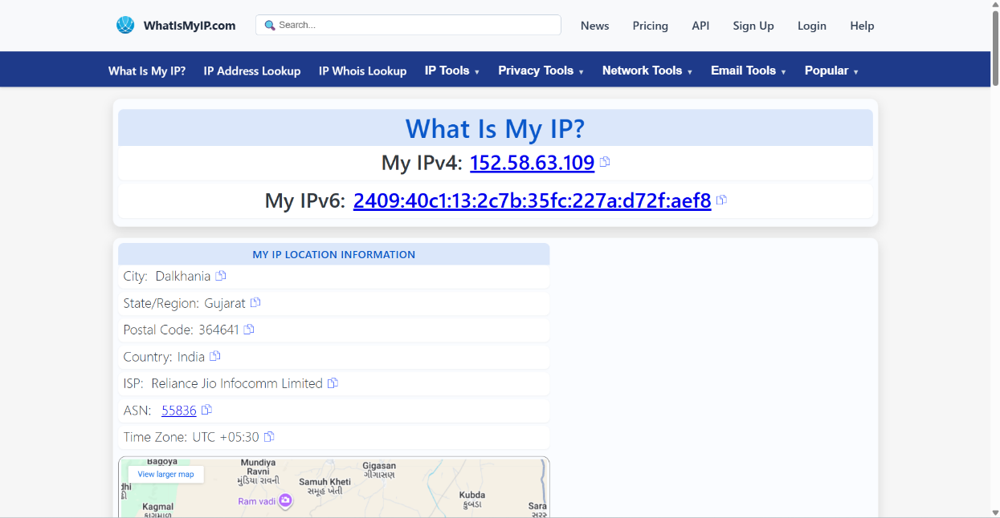 WhatIsMyIP.com
Search...
News Pricing API Sign Up Login Help
What Is My IP? IP Address Lookup IP Whois Lookup IP Tools ▼ Privacy Tools ▼ Network Tools ▼ Email Tools ▼ Popular ▼
What Is My IP?
My IPv4: 152.58.63.109
My IPv6: 2409:40c1:13:2c7b:35fc:227a:d72f:aef8
MY IP LOCATION INFORMATION
City: Dalkhania
State/Region: Gujarat
Postal Code: 364641
Country: India
ISP: Reliance Jio Infocomm Limited
ASN: 55836
Time Zone: UTC +05:30
Bagoya
View larger map
Mundiya
Ravni
મુંડિયા રાવની
Gigasan
ગીગાસણ
Samuh Kheti
સમૂહ ખેતી
Ram vadi
Kubda
કુબડા
Kagmal
Sara